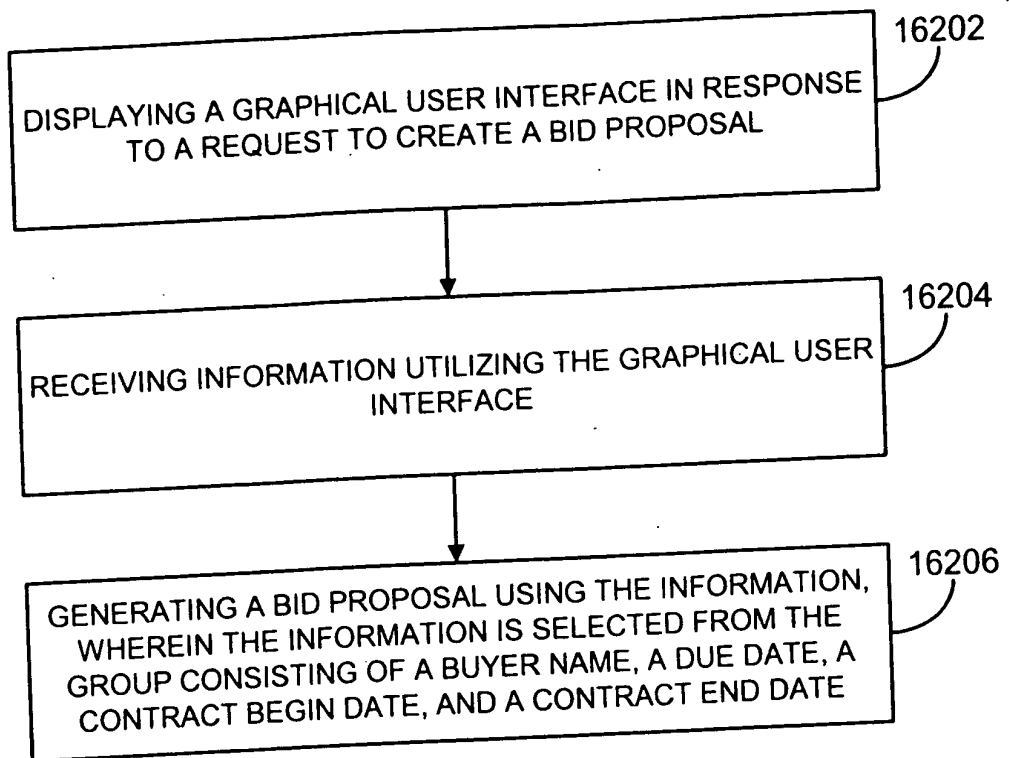 16202
DISPLAYING A GRAPHICAL USER INTERFACE IN RESPONSE
TO A REQUEST TO CREATE A BID PROPOSAL
16204
RECEIVING INFORMATION UTILIZING THE GRAPHICAL USER
INTERFACE
16206
GENERATING A BID PROPOSAL USING THE INFORMATION,
WHEREIN THE INFORMATION IS SELECTED FROM THE
GROUP CONSISTING OF A BUYER NAME, A DUE DATE, A
CONTRACT BEGIN DATE, AND A CONTRACT END DATE